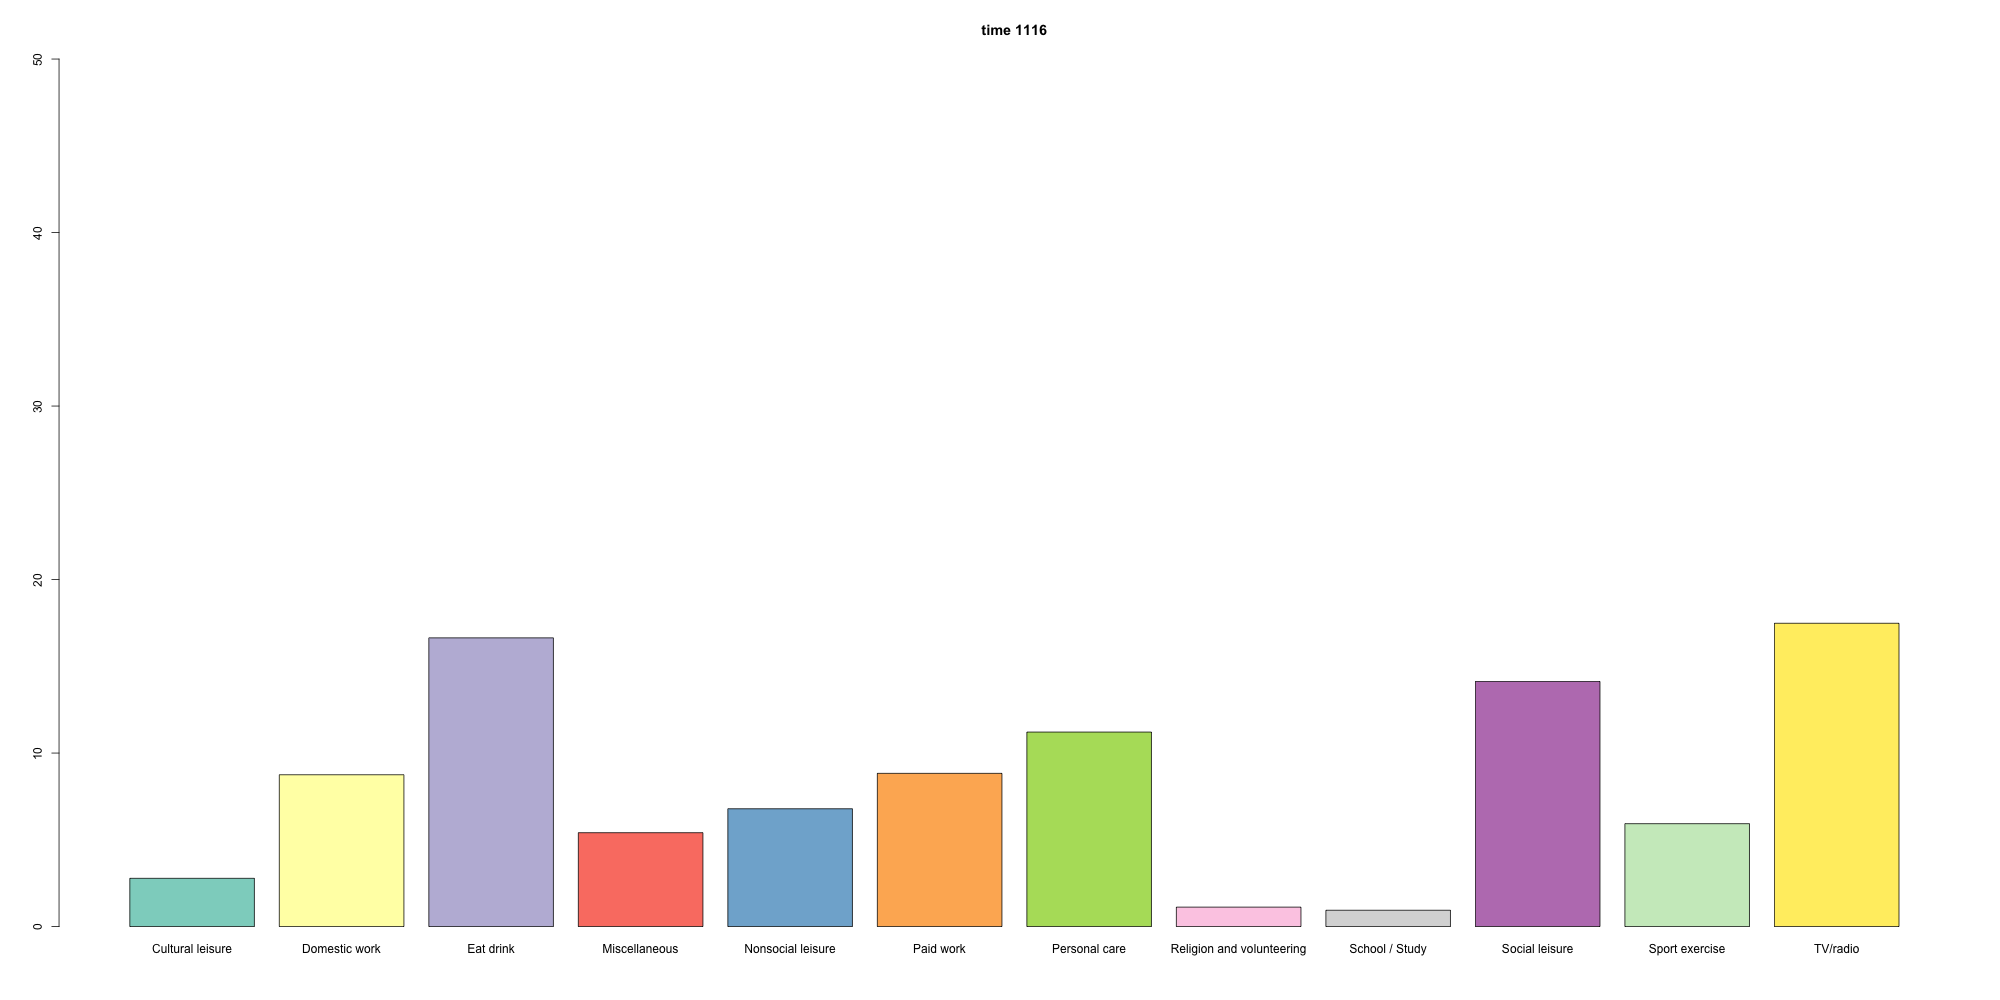 time 1116
50
40
30
20
10
0
Cultural leisure
Domestic work
Eat drink
Miscellaneous
Nonsocial leisure
Paid work
Personal care
Religion and volunteering
School / Study
Social leisure
Sport exercise
TV/radio